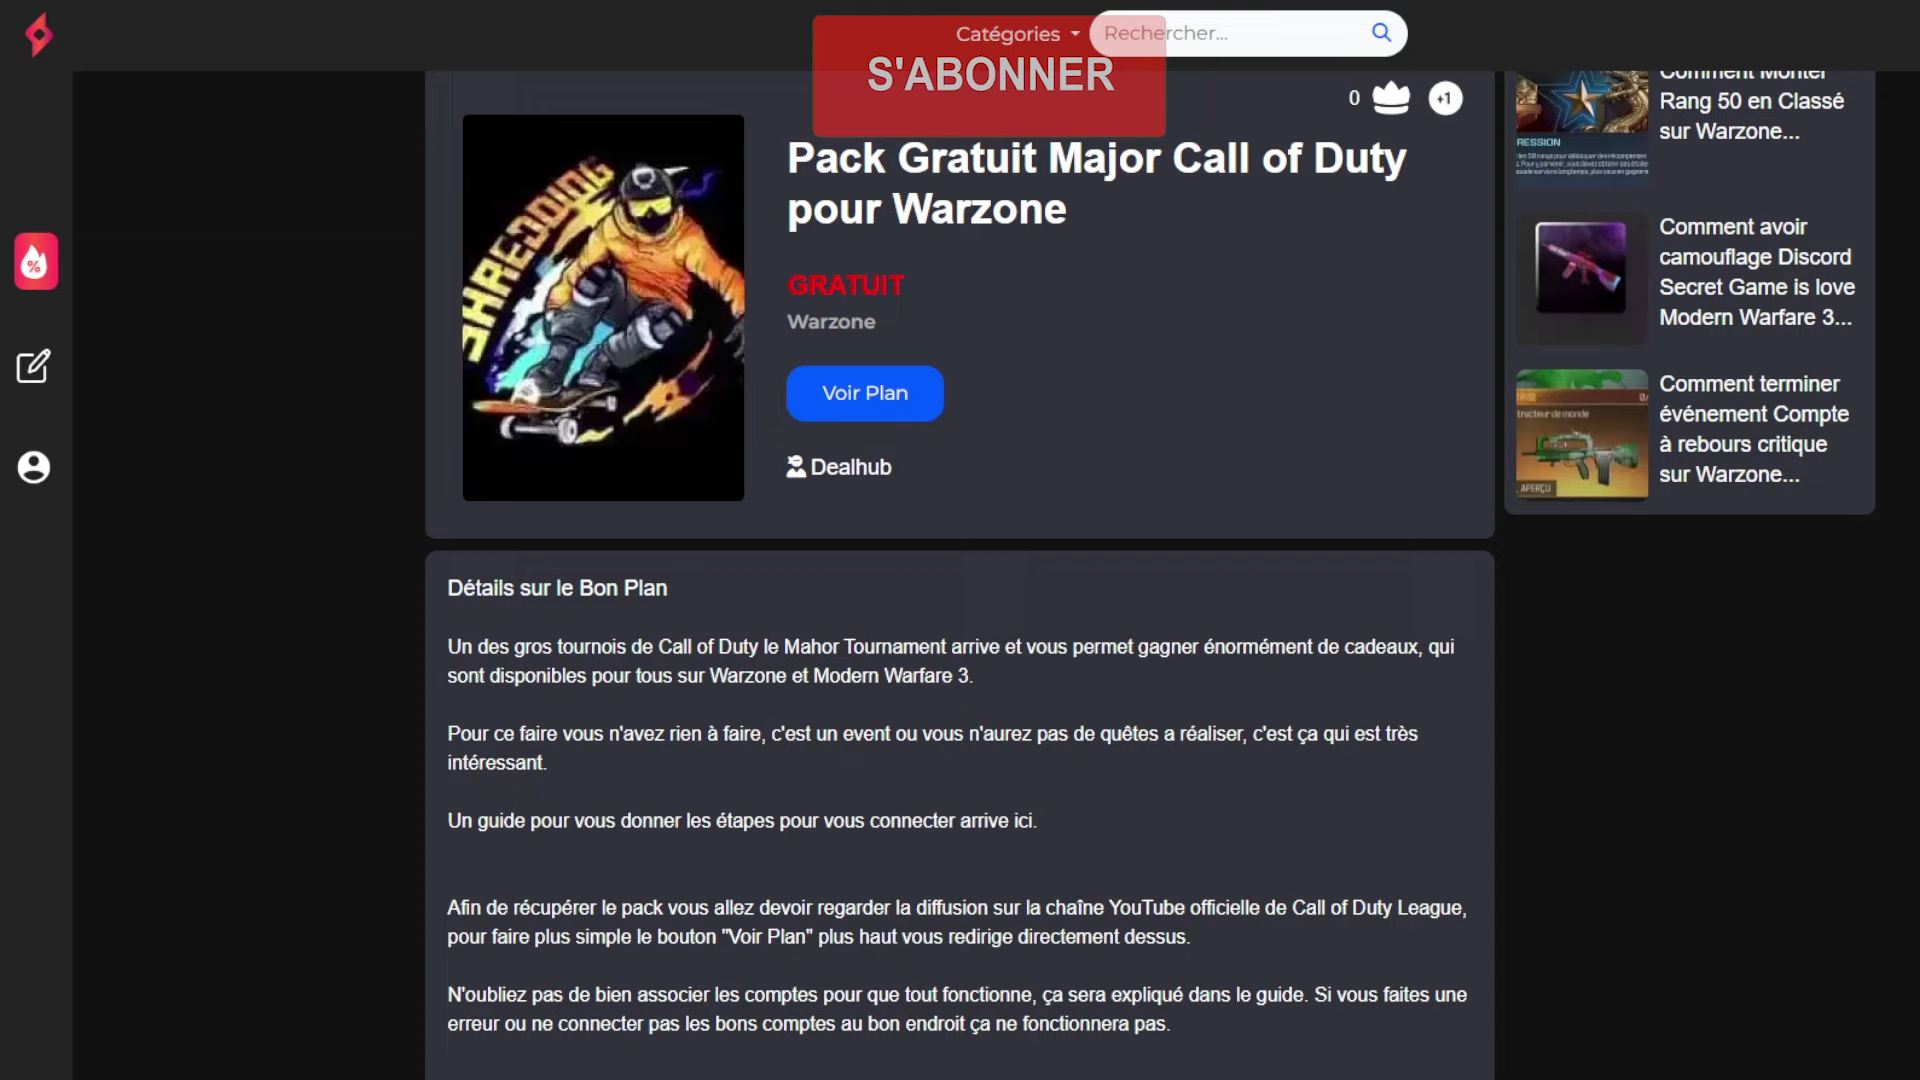 Catégories
Rechercher...
S'ABONNER
0
+1
SHREDDING
Pack Gratuit Major Call of Duty
pour Warzone
GRATUIT
Warzone
Voir Plan
Dealhub
Comment Monter
Rang 50 en Classé
sur Warzone...
RESSION
Comment avoir
camouflage Discord
Secret Game is love
Modern Warfare 3...
Comment terminer
événement Compte
à rebours critique
sur Warzone...
tructeur de monde
APERÇU
Détails sur le Bon Plan
Un des gros tournois de Call of Duty le Mahor Tournament arrive et vous permet gagner énormément de cadeaux, qui
sont disponibles pour tous sur Warzone et Modern Warfare 3.
Pour ce faire vous n'avez rien à faire, c'est un event ou vous n'aurez pas de quêtes a réaliser, c'est ça qui est très
intéressant.
Un guide pour vous donner les étapes pour vous connecter arrive ici.
Afin de récupérer le pack vous allez devoir regarder la diffusion sur la chaîne YouTube officielle de Call of Duty League,
pour faire plus simple le bouton "Voir Plan" plus haut vous redirige directement dessus.
N'oubliez pas de bien associer les comptes pour que tout fonctionne, ça sera expliqué dans le guide. Si vous faites une
erreur ou ne connecter pas les bons comptes au bon endroit ça ne fonctionnera pas.